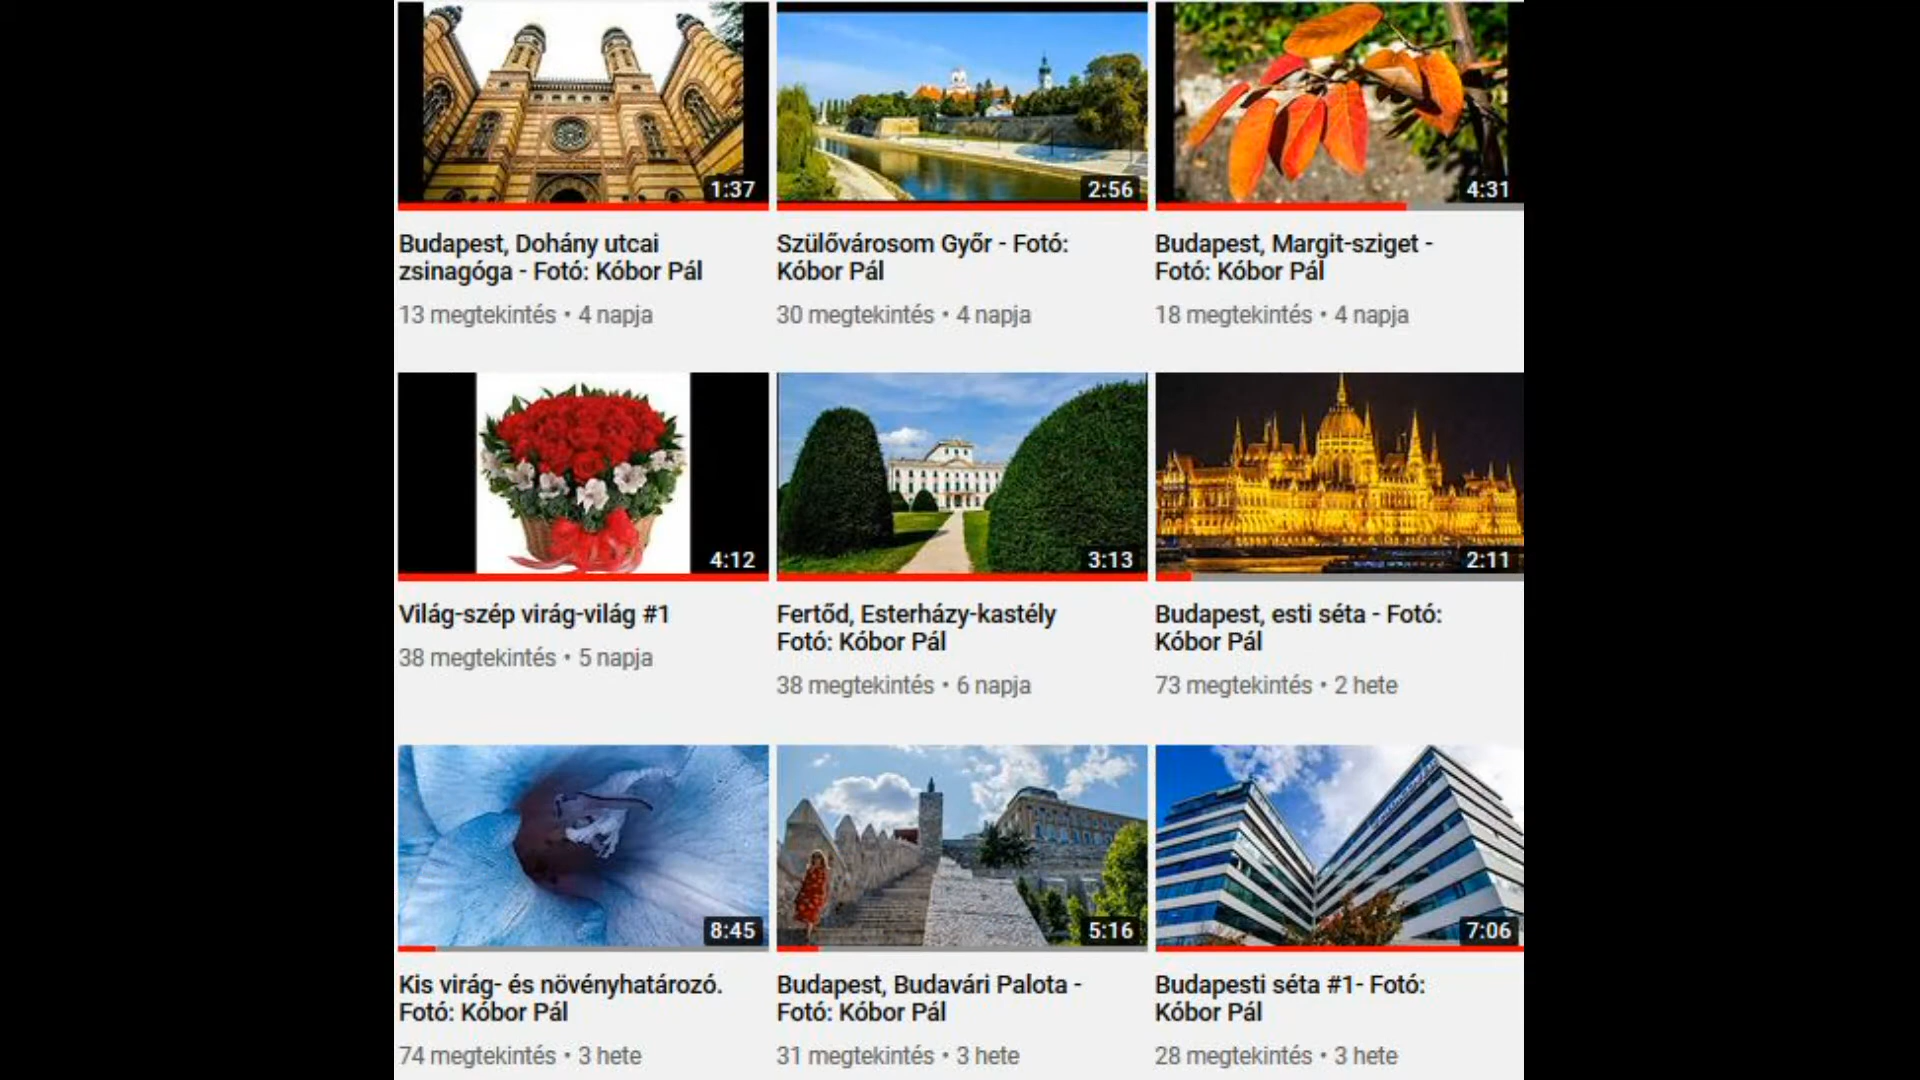 1:37
Budapest, Dohány utcai
zsinagóga - Fotó: Kóbor Pál
13 megtekintés • 4 napja
2:56
Szülővárosom Győr - Fotó:
Kóbor Pál
30 megtekintés • 4 napja
4:31
Budapest, Margit-sziget -
Fotó: Kóbor Pál
18 megtekintés • 4 napja
4:12
Világ-szép virág-világ #1
38 megtekintés • 5 napja
3:13
Fertőd, Esterházy-kastély
Fotó: Kóbor Pál
38 megtekintés • 6 napja
2:11
Budapest, esti séta - Fotó:
Kóbor Pál
73 megtekintés • 2 hete
8:45
Kis virág- és növényhatározó.
Fotó: Kóbor Pál
74 megtekintés • 3 hete
5:16
Budapest, Budavári Palota -
Fotó: Kóbor Pál
31 megtekintés • 3 hete
7:06
Budapesti séta #1- Fotó:
Kóbor Pál
28 megtekintés • 3 hete